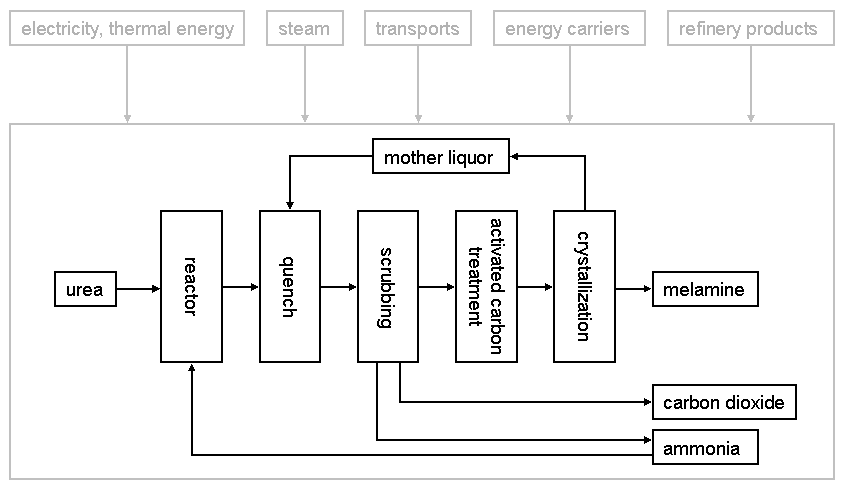 electricity, thermal energy
steam
transports
energy carriers
refinery products
mother liquor
urea
reactor
quench
scrubbing
activated carbon
treatment
crystallization
melamine
carbon dioxide
ammonia